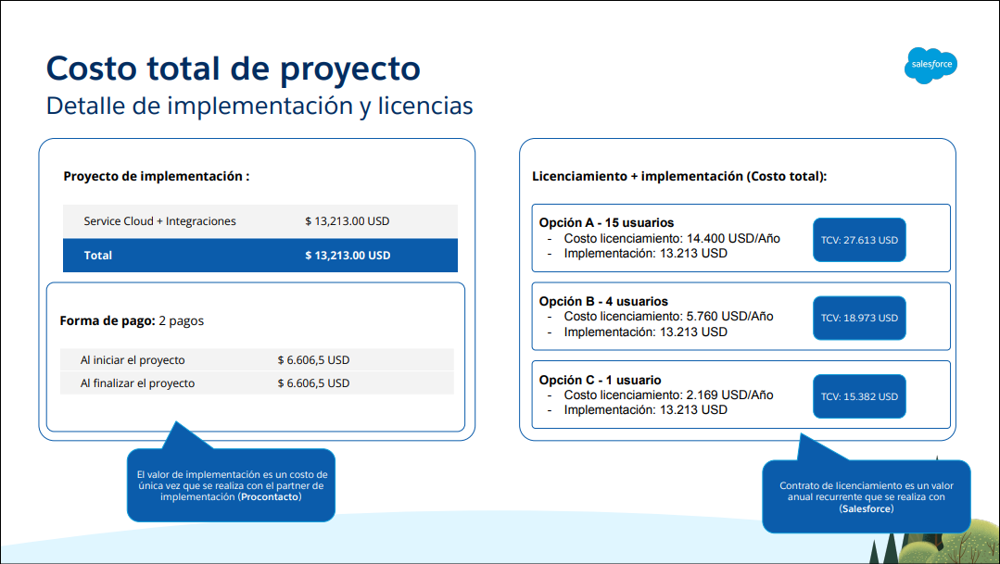 Costo total de proyecto
salesforce
Detalle de implementación y licencias
Proyecto de implementación :
Service Cloud + Integraciones $ 13,213.00 USD
Total $ 13,213.00 USD
Forma de pago: 2 pagos
Al iniciar el proyecto $ 6.606,5 USD
Al finalizar el proyecto $ 6.606,5 USD
El valor de implementación es un costo de
única vez que se realiza con el partner de
implementación (Procontacto)
Licenciamiento + implementación (Costo total):
Opción A - 15 usuarios
- Costo licenciamiento: 14.400 USD/Año
- Implementación: 13.213 USD
TCV: 27.613 USD
Opción B - 4 usuarios
- Costo licenciamiento: 5.760 USD/Año
- Implementación: 13.213 USD
TCV: 18.973 USD
Opción C - 1 usuario
- Costo licenciamiento: 2.169 USD/Año
- Implementación: 13.213 USD
TCV: 15.382 USD
Contrato de licenciamiento es un valor
anual recurrente que se realiza con
(Salesforce)